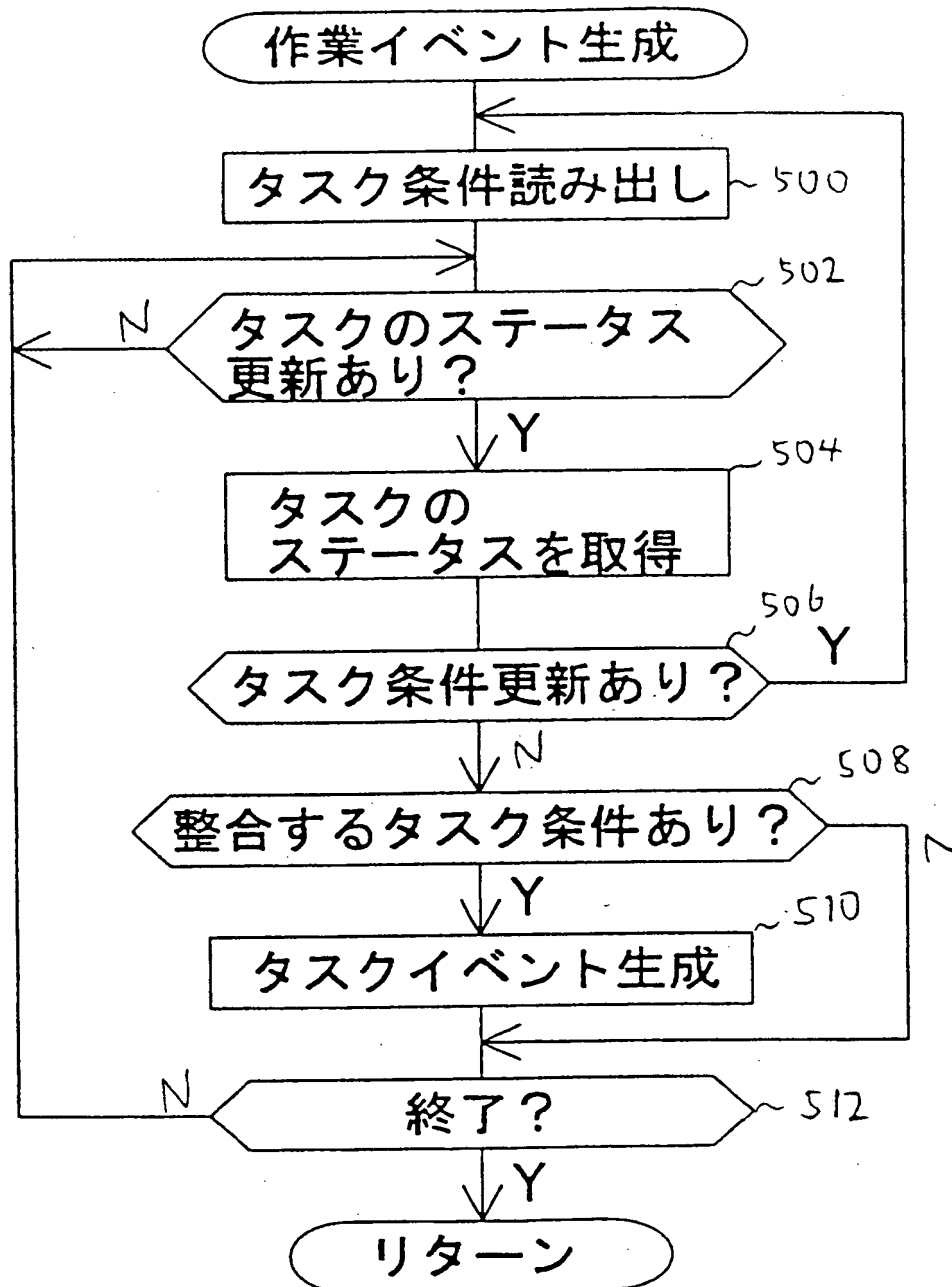 作業イベント生成
タスク条件読み出し
500
502
タスクのステータス
更新あり？
N
Y
504
タスクの
ステータスを取得
506
タスク条件更新あり？
Y
N
508
整合するタスク条件あり？
N
Y
510
タスクイベント生成
N
終了？
512
Y
リターン